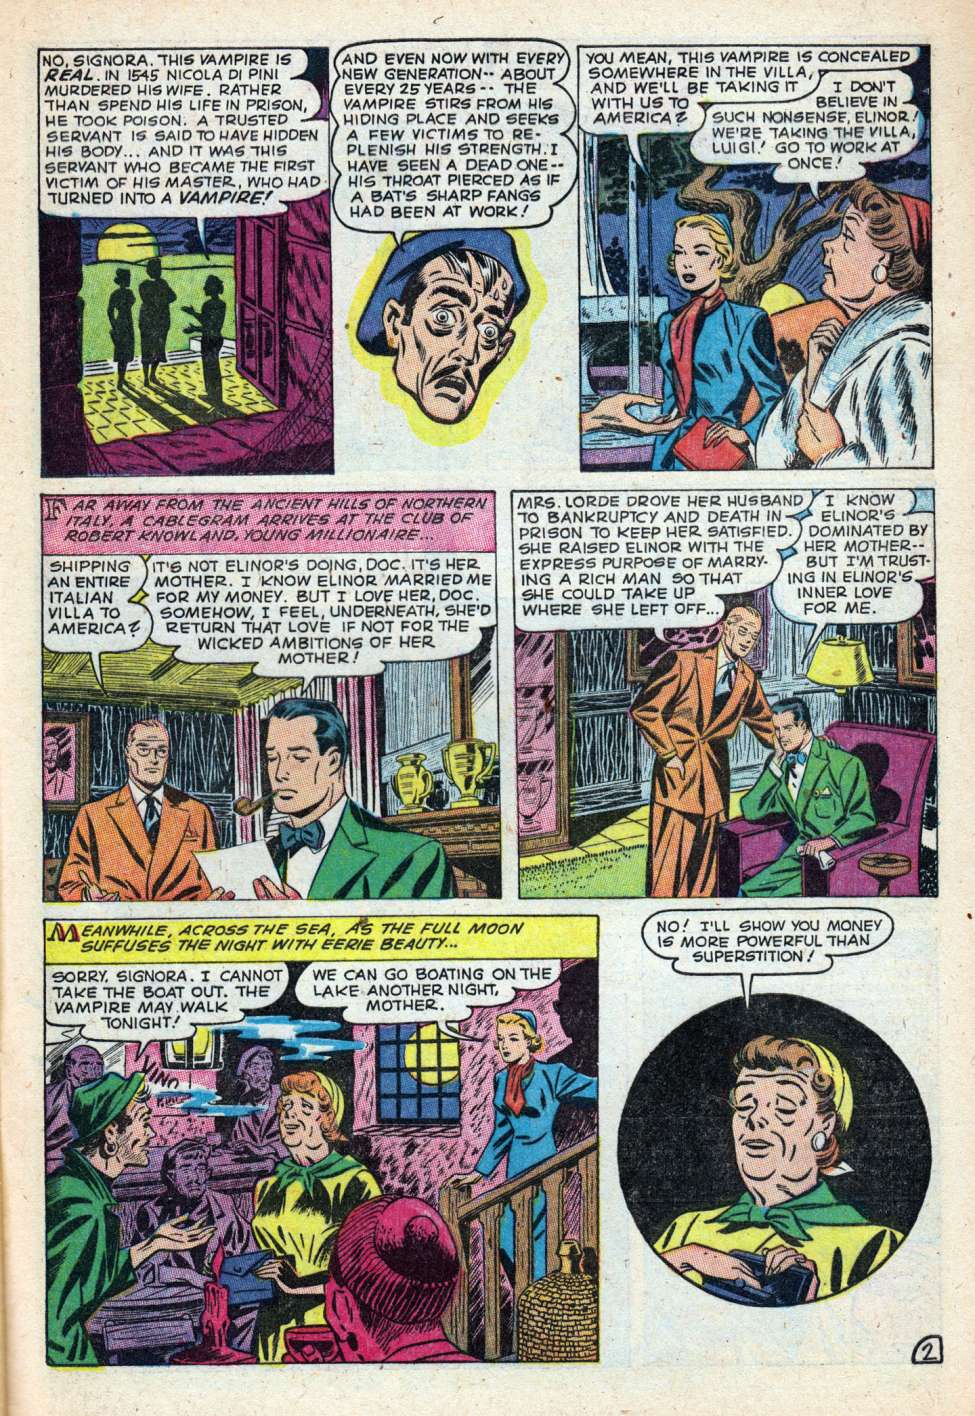 NO, SIGNORA. THIS VAMPIRE IS
REAL. IN 1545 NICOLA DI PINI
MURDERED HIS WIFE. RATHER
THAN SPEND HIS LIFE IN PRISON,
HE TOOK POISON. A TRUSTED
SERVANT IS SAID TO HAVE HIDDEN
HIS BODY... AND IT WAS THIS
SERVANT WHO BECAME THE FIRST
VICTIM OF HIS MASTER, WHO HAD
TURNED INTO A VAMPIRE!
AND EVEN NOW WITH EVERY
NEW GENERATION-- ABOUT
EVERY 25 YEARS-- THE
VAMPIRE STIRS FROM HIS
HIDING PLACE AND SEEKS
A FEW VICTIMS TO RE-
PLENISH HIS STRENGTH. I
HAVE SEEN A DEAD ONE--
HIS THROAT PIERCED AS IF
A BAT'S SHARP FANGS
HAD BEEN AT WORK!
YOU MEAN, THIS VAMPIRE IS CONCEALED
SOMEWHERE IN THE VILLA,
AND WE'LL BE TAKING IT
WITH US TO
AMERICA?
I DON'T
BELIEVE IN
SUCH NONSENSE, ELINOR!
WE'RE TAKING THE VILLA,
LUIGI! GO TO WORK AT
ONCE!
FAR AWAY FROM THE ANCIENT HILLS OF NORTHERN
ITALY, A CABLEGRAM ARRIVES AT THE CLUB OF
ROBERT KNOWLAND, YOUNG MILLIONAIRE...
SHIPPING
AN ENTIRE
ITALIAN
VILLA TO
AMERICA?
IT'S NOT ELINOR'S DOING, DOC. IT'S HER
MOTHER. I KNOW ELINOR MARRIED ME
FOR MY MONEY. BUT I LOVE HER, DOC.
SOMEHOW, I FEEL, UNDERNEATH, SHE'D
RETURN THAT LOVE IF NOT FOR THE
WICKED AMBITIONS OF HER
MOTHER!
MRS. LORDE DROVE HER HUSBAND
TO BANKRUPTCY AND DEATH IN
PRISON TO KEEP HER SATISFIED.
SHE RAISED ELINOR WITH THE
EXPRESS PURPOSE OF MARRY-
ING A RICH MAN SO THAT
SHE COULD TAKE UP
WHERE SHE LEFT OFF...
I KNOW
ELINOR'S
DOMINATED BY
HER MOTHER--
BUT I'M TRUST-
ING IN ELINOR'S
INNER LOVE
FOR ME.
MEANWHILE, ACROSS THE SEA, AS THE FULL MOON
SUFFUSES THE NIGHT WITH EERIE BEAUTY...
SORRY, SIGNORA. I CANNOT
TAKE THE BOAT OUT. THE
VAMPIRE MAY WALK
TONIGHT!
WE CAN GO BOATING ON THE
LAKE ANOTHER NIGHT,
MOTHER.
VINO
NO! I'LL SHOW YOU MONEY
IS MORE POWERFUL THAN
SUPERSTITION!
2